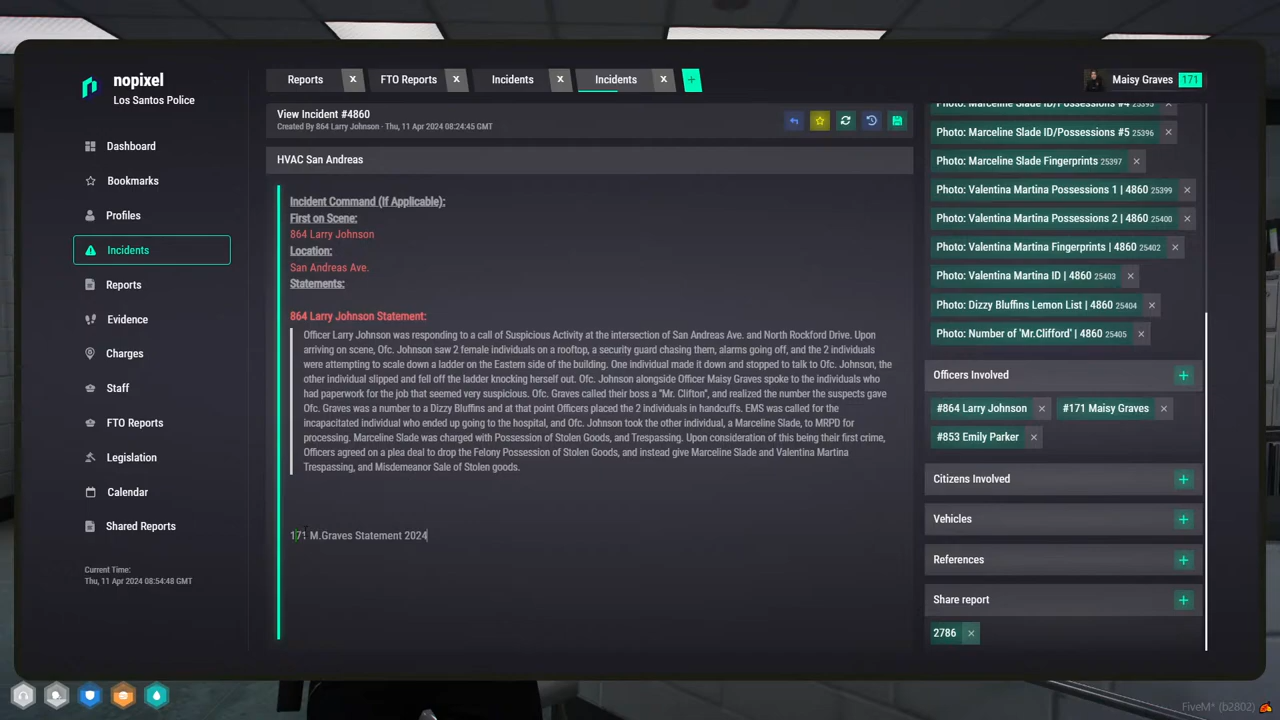 nopixel
Los Santos Police
Dashboard
Bookmarks
Profiles
Incidents
Reports
Evidence
Charges
Staff
FTO Reports
Legislation
Calendar
Shared Reports
Current Time:
Thu, 11 Apr 2024 08:54:48 GMT
Reports x
FTO Reports x
Incidents x
Incidents x
+
Maisy Graves 171
View Incident #4860
Created By 864 Larry Johnson · Thu, 11 Apr 2024 08:24:45 GMT
HVAC San Andreas
Incident Command (If Applicable):
First on Scene:
864 Larry Johnson
Location:
San Andreas Ave.
Statements:
864 Larry Johnson Statement:
Officer Larry Johnson was responding to a call of Suspicious Activity at the intersection of San Andreas Ave. and North Rockford Drive. Upon
arriving on scene, Ofc. Johnson saw 2 female individuals on a rooftop, a security guard chasing them, alarms going off, and the 2 individuals
were attempting to scale down a ladder on the Eastern side of the building. One individual made it down and stopped to talk to Ofc. Johnson, the
other individual slipped and fell off the ladder knocking herself out. Ofc. Johnson alongside Officer Maisy Graves spoke to the individuals who
had paperwork for the job that seemed very suspicious. Ofc. Graves called their boss a "Mr. Clifton", and realized the number the suspects gave
Ofc. Graves was a number to a Dizzy Bluffins and at that point Officers placed the 2 individuals in handcuffs. EMS was called for the
incapacitated individual who ended up going to the hospital, and Ofc. Johnson took the other individual, a Marceline Slade, to MRPD for
processing. Marceline Slade was charged with Possession of Stolen Goods, and Trespassing. Upon consideration of this being their first crime,
Officers agreed on a plea deal to drop the Felony Possession of Stolen Goods, and instead give Marceline Slade and Valentina Martina
Trespassing, and Misdemeanor Sale of Stolen goods.
171 M.Graves Statement 2024
Photo: Marceline Slade ID/Possessions #4 25395 x
Photo: Marceline Slade ID/Possessions #5 25396 x
Photo: Marceline Slade Fingerprints 25397 x
Photo: Valentina Martina Possessions 1 | 4860 25399 x
Photo: Valentina Martina Possessions 2 | 4860 25400 x
Photo: Valentina Martina Fingerprints | 4860 25402 x
Photo: Valentina Martina ID | 4860 25403 x
Photo: Dizzy Bluffins Lemon List | 4860 25404 x
Photo: Number of 'Mr.Clifford' | 4860 25405 x
Officers Involved +
#864 Larry Johnson x #171 Maisy Graves x
#853 Emily Parker x
Citizens Involved +
Vehicles +
References +
Share report +
2786 x
FiveM* (b2802)